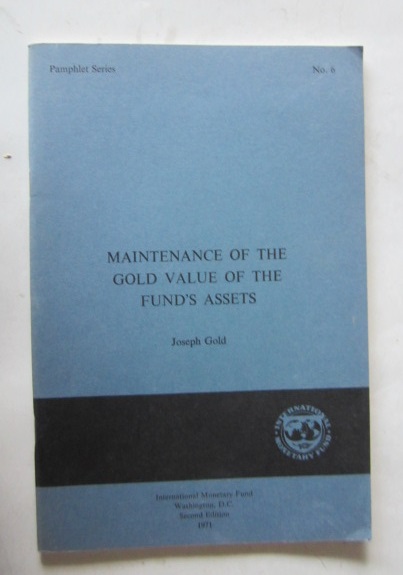 Pamphlet Series No. 6
MAINTENANCE OF THE
GOLD VALUE OF THE
FUND'S ASSETS
Joseph Gold
INTERNATIONAL MONETARY FUND
International Monetary Fund
Washington, D.C.
Second Edition
1971